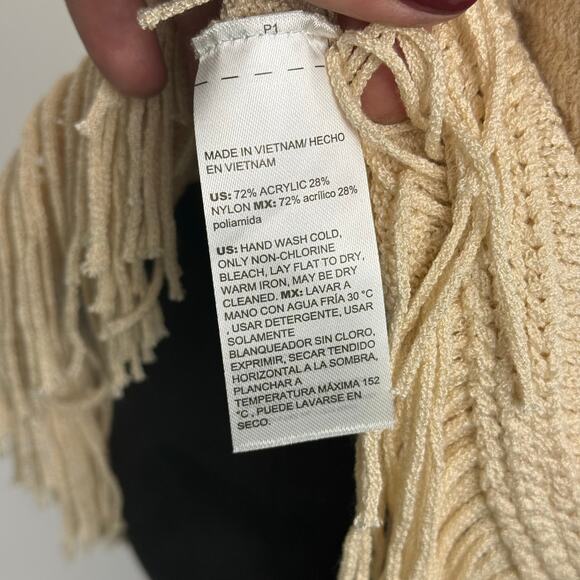 P1
MADE IN VIETNAM/ HECHO
EN VIETNAM
US: 72% ACRYLIC 28%
NYLON MX: 72% acrílico 28%
poliamida
US: HAND WASH COLD,
ONLY NON-CHLORINE
BLEACH, LAY FLAT TO DRY,
WARM IRON, MAY BE DRY
CLEANED. MX: LAVAR A
MANO CON AGUA FRÍA 30 °C
, USAR DETERGENTE, USAR
SOLAMENTE
BLANQUEADOR SIN CLORO,
EXPRIMIR, SECAR TENDIDO
HORIZONTAL A LA SOMBRA,
PLANCHAR A
TEMPERATURA MÁXIMA 152
°C , PUEDE LAVARSE EN
SECO.